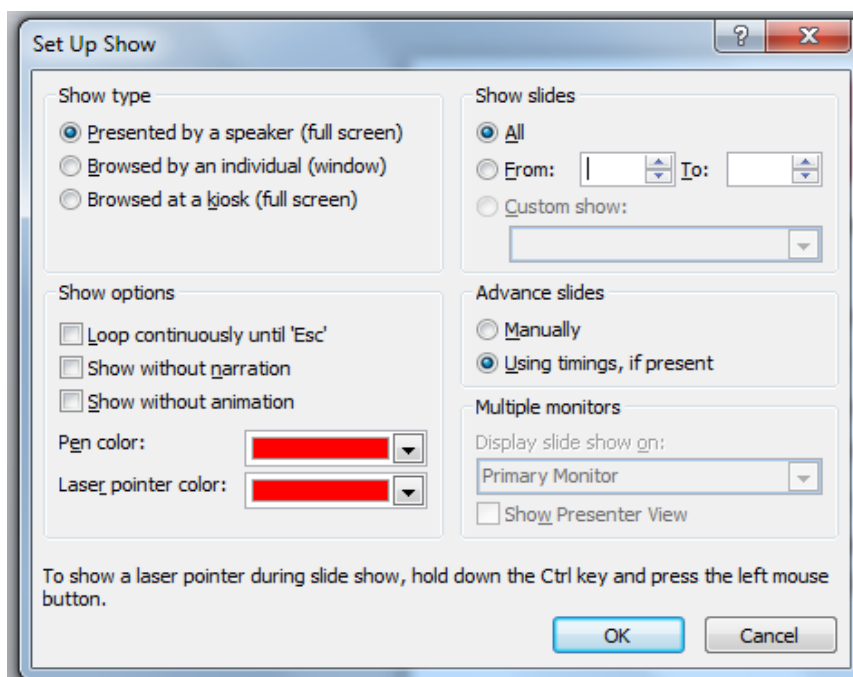 Set Up Show
Show type
Presented by a speaker (full screen)
Browsed by an individual (window)
Browsed at a kiosk (full screen)
Show slides
All
From: To:
Custom show:
Show options
Loop continuously until 'Esc'
Show without narration
Show without animation
Pen color:
Laser pointer color:
Advance slides
Manually
Using timings, if present
Multiple monitors
Display slide show on:
Primary Monitor
Show Presenter View
To show a laser pointer during slide show, hold down the Ctrl key and press the left mouse
button.
OK Cancel